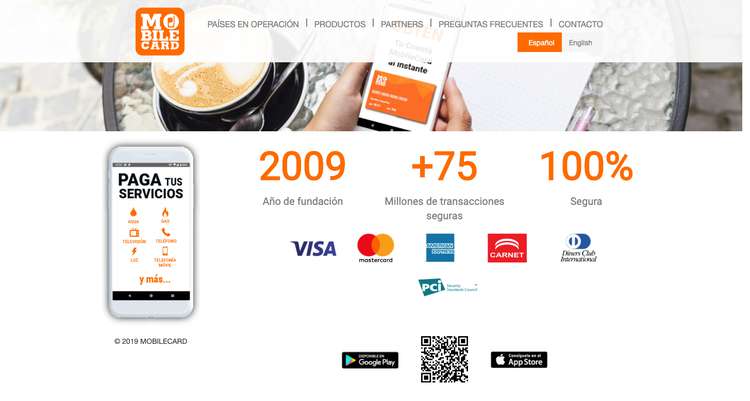 MO
BILE
CARD
PAÍSES EN OPERACIÓN | PRODUCTOS | PARTNERS | PREGUNTAS FRECUENTES | CONTACTO
Español English
Tu Cuenta
al instante
PAGA TUS
SERVICIOS
AGUA GAS
TELEVISIÓN TELÉFONO
LUZ TELEFONÍA
MÓVIL
y más...
2009 +75 100%
Año de fundación Millones de transacciones Segura
seguras
VISA mastercard AMERICAN EXPRESS CARNET Diners Club
International
PCI Security
Standards Council
© 2019 MOBILECARD
DISPONIBLE EN
Google Play
Consíguelo en el
App Store